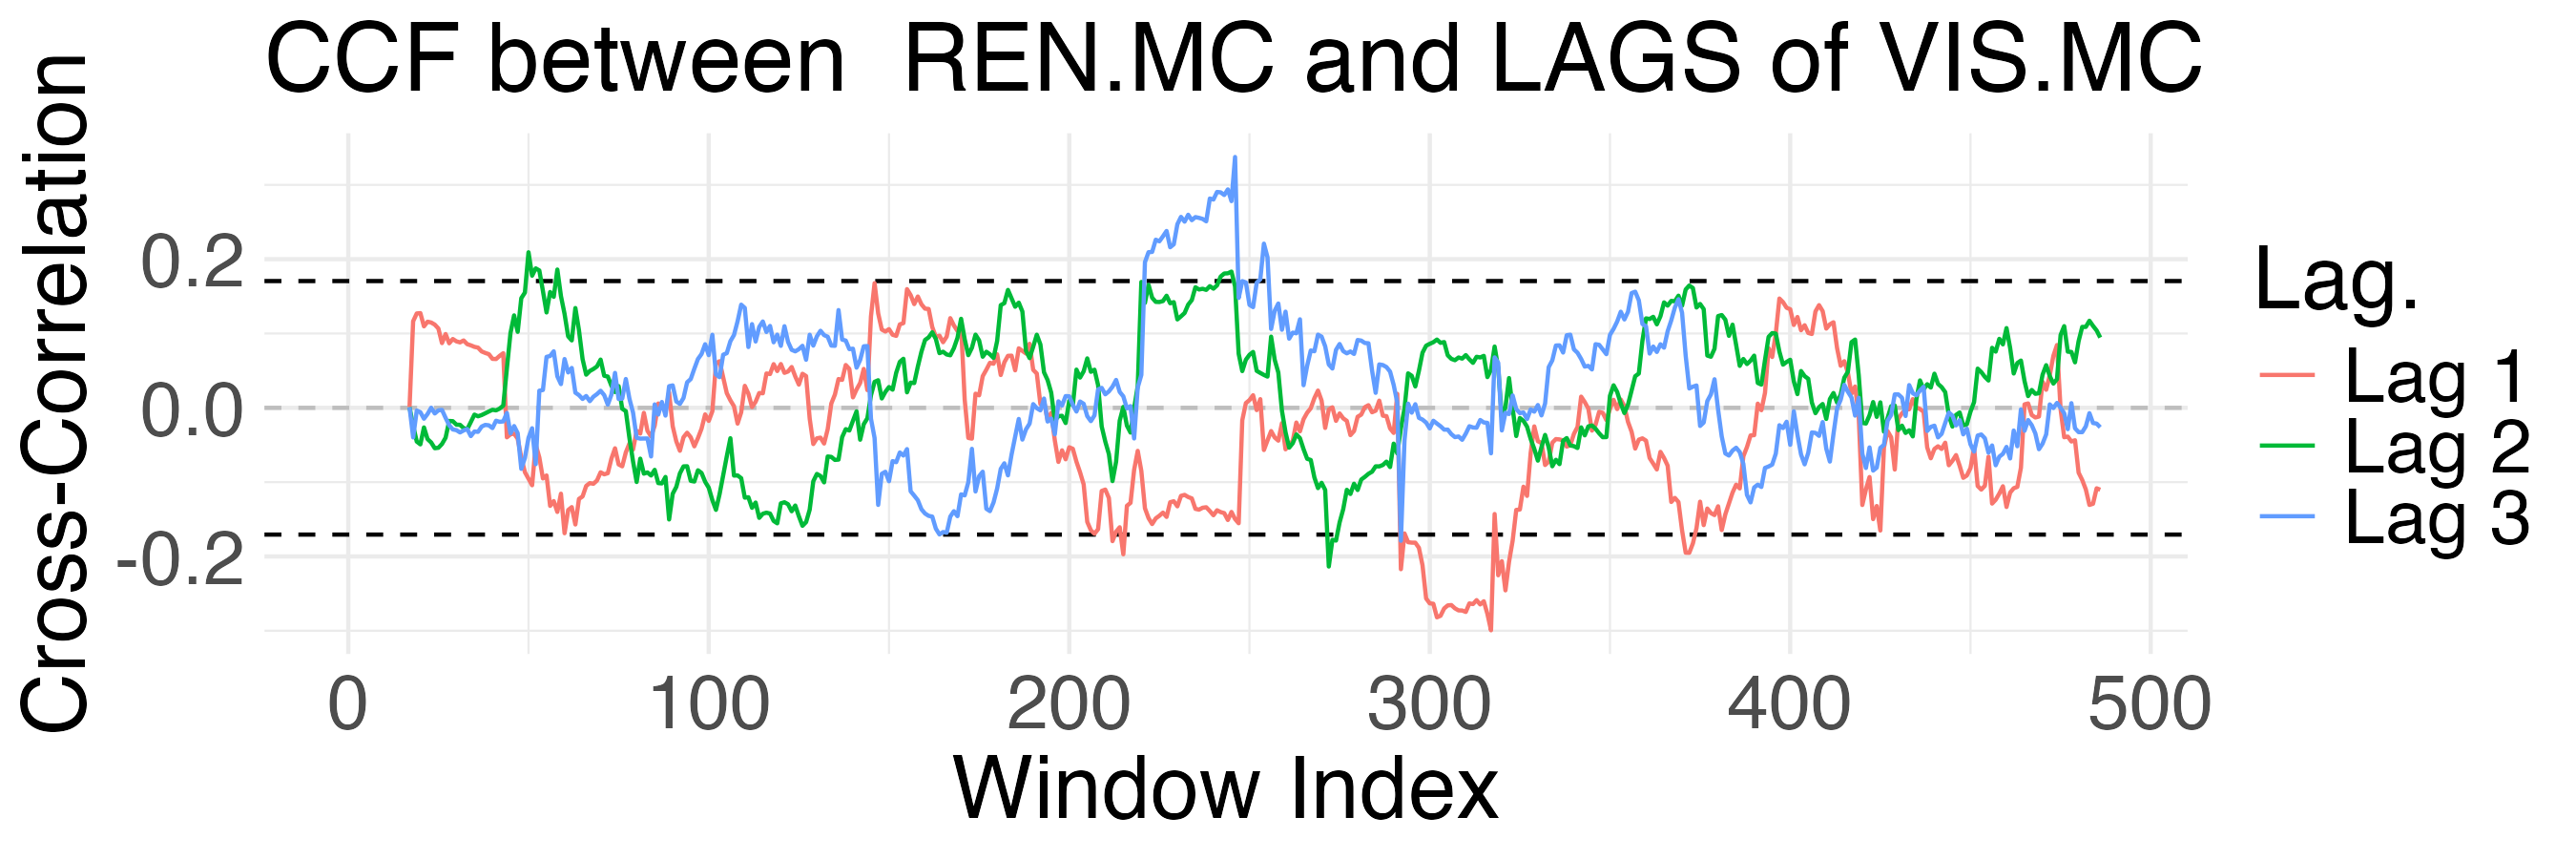 CCF between  REN.MC and LAGS of VIS.MC
Cross-Correlation
0.2
0.0
-0.2
0 100 200 300 400 500
Window Index
Lag.
Lag 1
Lag 2
Lag 3